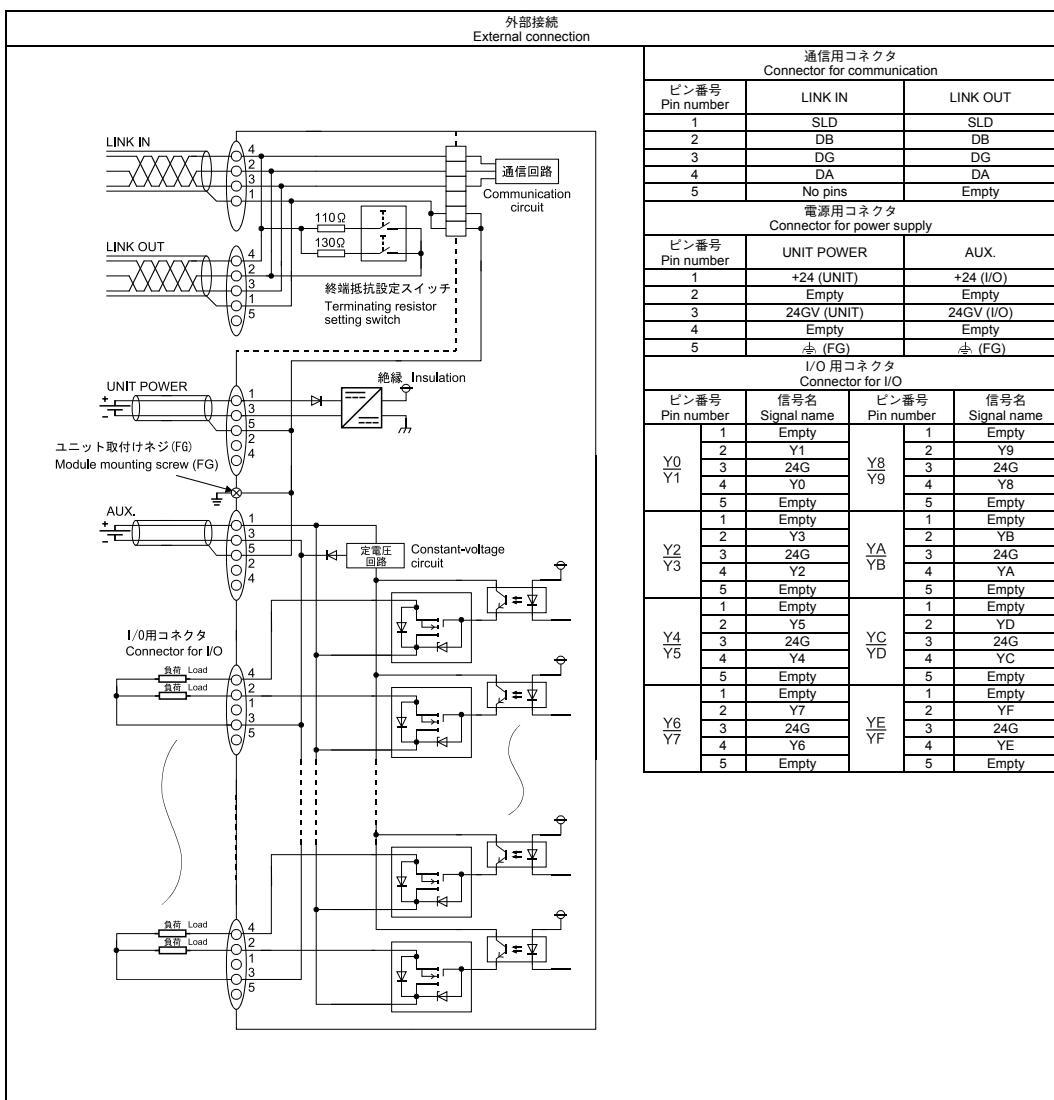 外部接続
External connection
LINK IN
4
2
3
1
通信回路
Communication
circuit
110Ω
130Ω
LINK OUT
4
2
3
1
5
終端抵抗設定スイッチ
Terminating resistor
setting switch
絶縁 Insulation
UNIT POWER
+
-
1
3
5
2
4
ユニット取付けネジ(FG)
Module mounting screw (FG)
AUX.
+
-
1
3
5
2
4
定電圧
回路
Constant-voltage
circuit
I/O用コネクタ
Connector for I/O
負荷 Load
負荷 Load
4
2
1
3
5
負荷 Load
負荷 Load
4
2
1
3
5
通信用コネクタ
Connector for communication
ピン番号
Pin number LINK IN LINK OUT
1 SLD SLD
2 DB DB
3 DG DG
4 DA DA
5 No pins Empty
電源用コネクタ
Connector for power supply
ピン番号
Pin number UNIT POWER AUX.
1 +24 (UNIT) +24 (I/O)
2 Empty Empty
3 24GV (UNIT) 24GV (I/O)
4 Empty Empty
5 (FG) (FG)
I/O 用コネクタ
Connector for I/O
ピン番号 信号名 ピン番号 信号名
Pin number Signal name Pin number Signal name
Y0
Y1
1 Empty
2 Y1
3 24G
4 Y0
5 Empty
Y8
Y9
1 Empty
2 Y9
3 24G
4 Y8
5 Empty
Y2
Y3
1 Empty
2 Y3
3 24G
4 Y2
5 Empty
YA
YB
1 Empty
2 YB
3 24G
4 YA
5 Empty
Y4
Y5
1 Empty
2 Y5
3 24G
4 Y4
5 Empty
YC
YD
1 Empty
2 YD
3 24G
4 YC
5 Empty
Y6
Y7
1 Empty
2 Y7
3 24G
4 Y6
5 Empty
YE
YF
1 Empty
2 YF
3 24G
4 YE
5 Empty